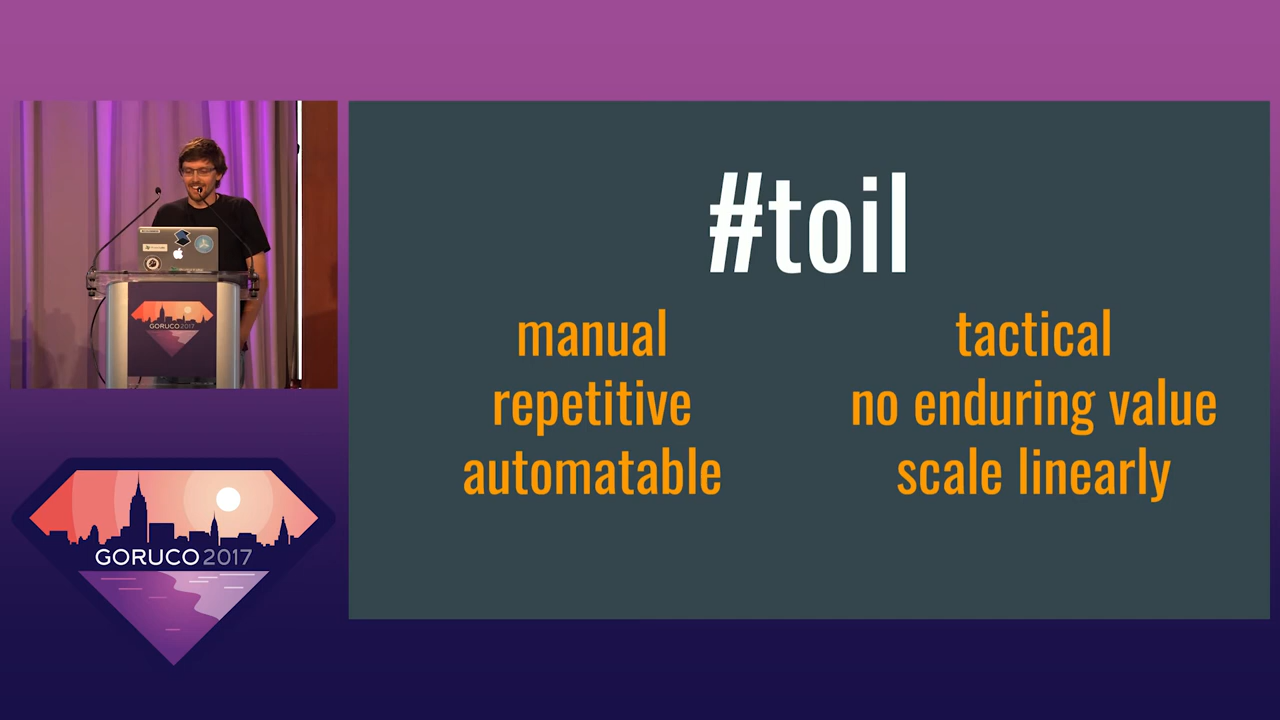 #toil
manual
repetitive
automatable
tactical
no enduring value
scale linearly
GORUCO 2017
GORUCO 2017